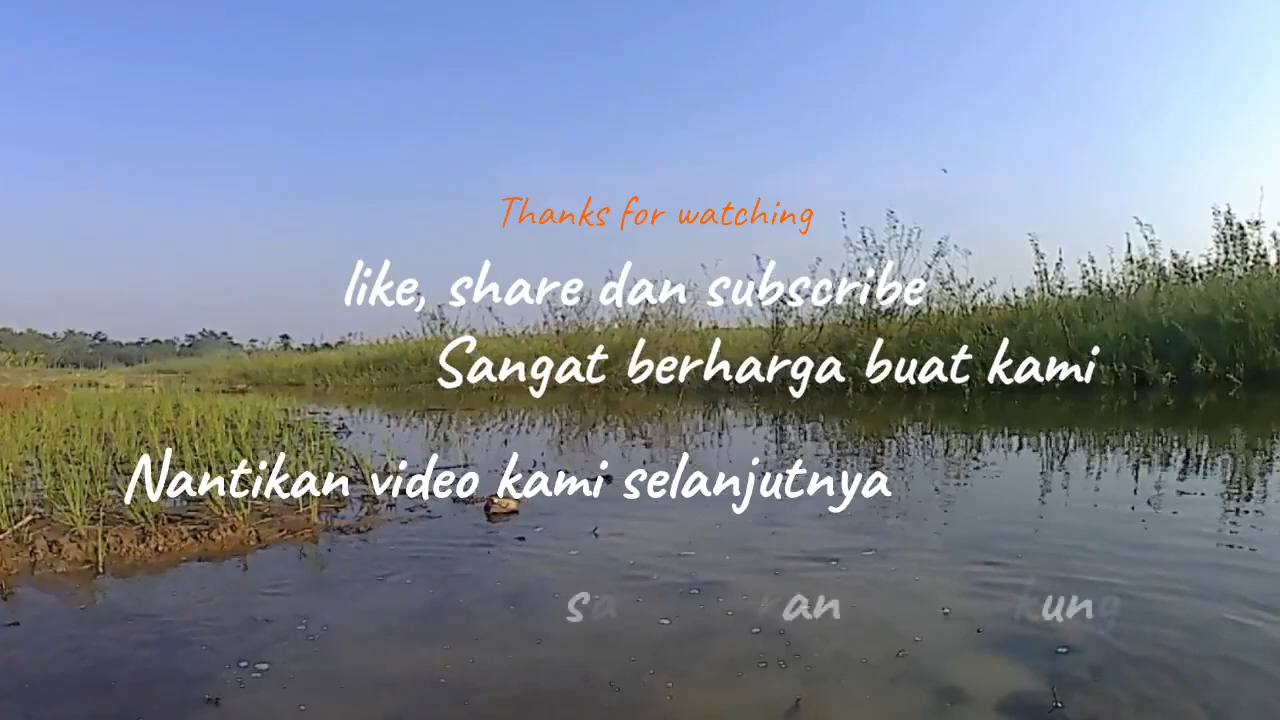 Thanks for watching
like, share dan subscribe
Sangat berharga buat kami
Nantikan video kami selanjutnya